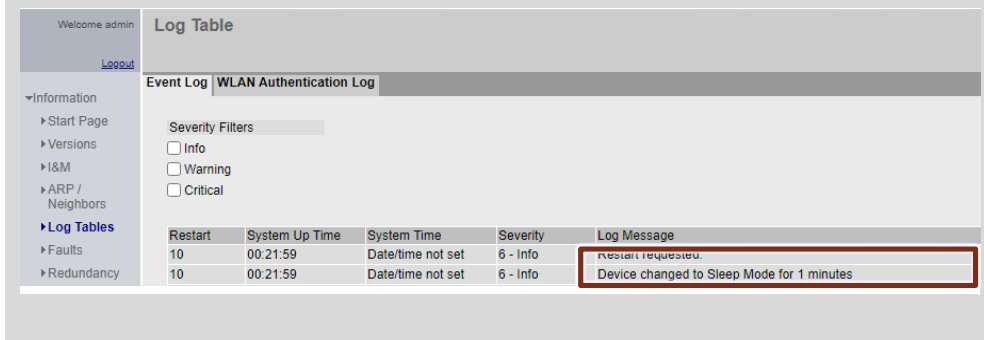 Welcome admin
Logout
Log Table
Event Log WLAN Authentication Log
Information
Start Page
Versions
I&M
ARP /
Neighbors
Log Tables
Faults
Redundancy
Severity Filters
Info
Warning
Critical
Restart System Up Time System Time Severity Log Message
10 00:21:59 Date/time not set 6 - Info Restart requested.
10 00:21:59 Date/time not set 6 - Info Device changed to Sleep Mode for 1 minutes